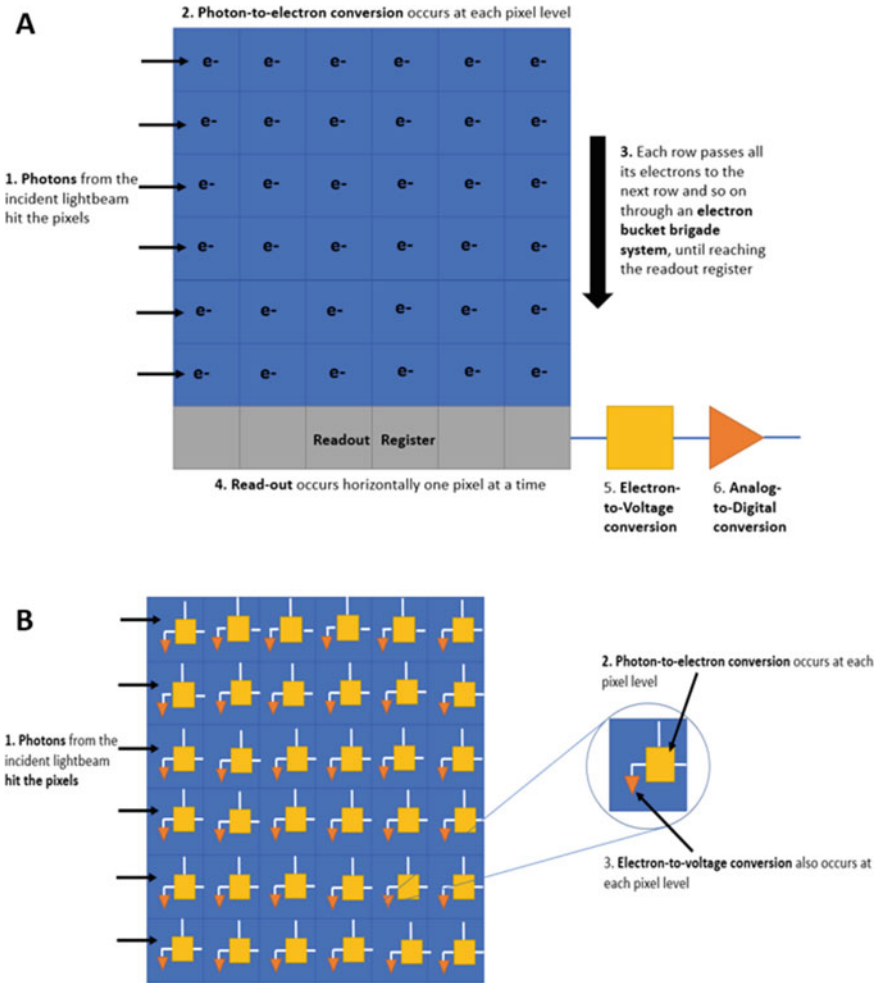 A
2. Photon-to-electron conversion occurs at each pixel level
e- e- e- e- e- e-
e- e- e- e- e- e-
1. Photons from the
incident lightbeam
hit the pixels
e- e- e- e- e- e-
e- e- e- e- e- e-
e- e- e- e- e- e-
e- e- e- e- e- e-
3. Each row passes all
its electrons to the
next row and so on
through an electron
bucket brigade
system, until reaching
the readout register
Readout Register
4. Read-out occurs horizontally one pixel at a time
5. Electron-
to-Voltage
conversion
6. Analog-
to-Digital
conversion
B
1. Photons from the
incident lightbeam
hit the pixels
2. Photon-to-electron conversion occurs at each
pixel level
3. Electron-to-voltage conversion also occurs at
each pixel level